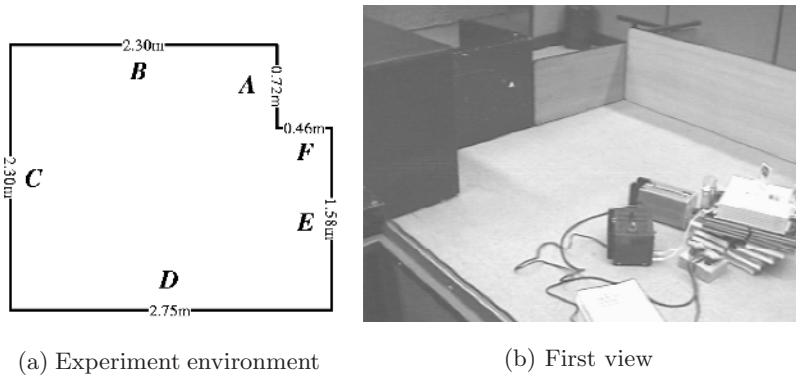 2.30m
B
A
0.72m
0.46m
F
2.30m
C
E
1.58m
D
2.75m
(a) Experiment environment
(b) First view